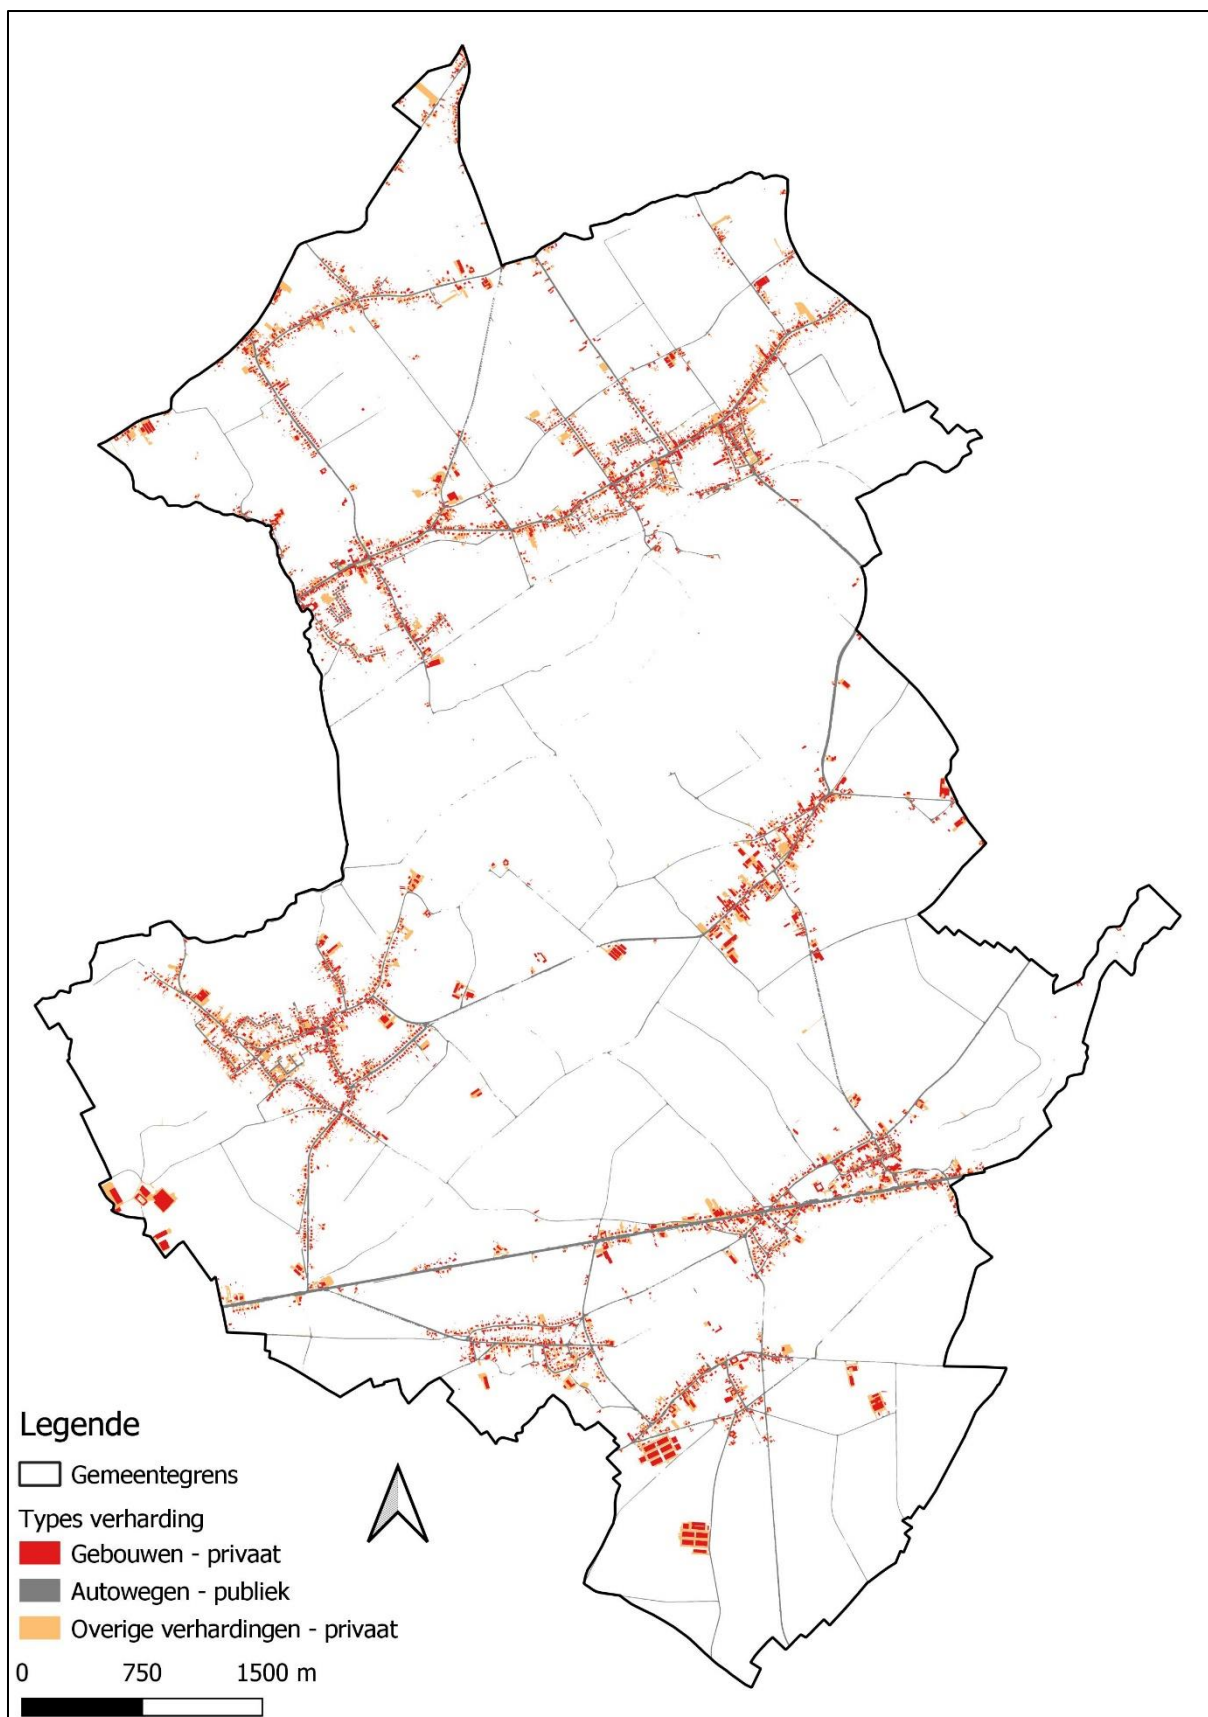 Legende
Gemeentegrens
Types verharding
Gebouwen - privaat
Autowegen - publiek
Overige verhardingen - privaat
0 750 1500 m